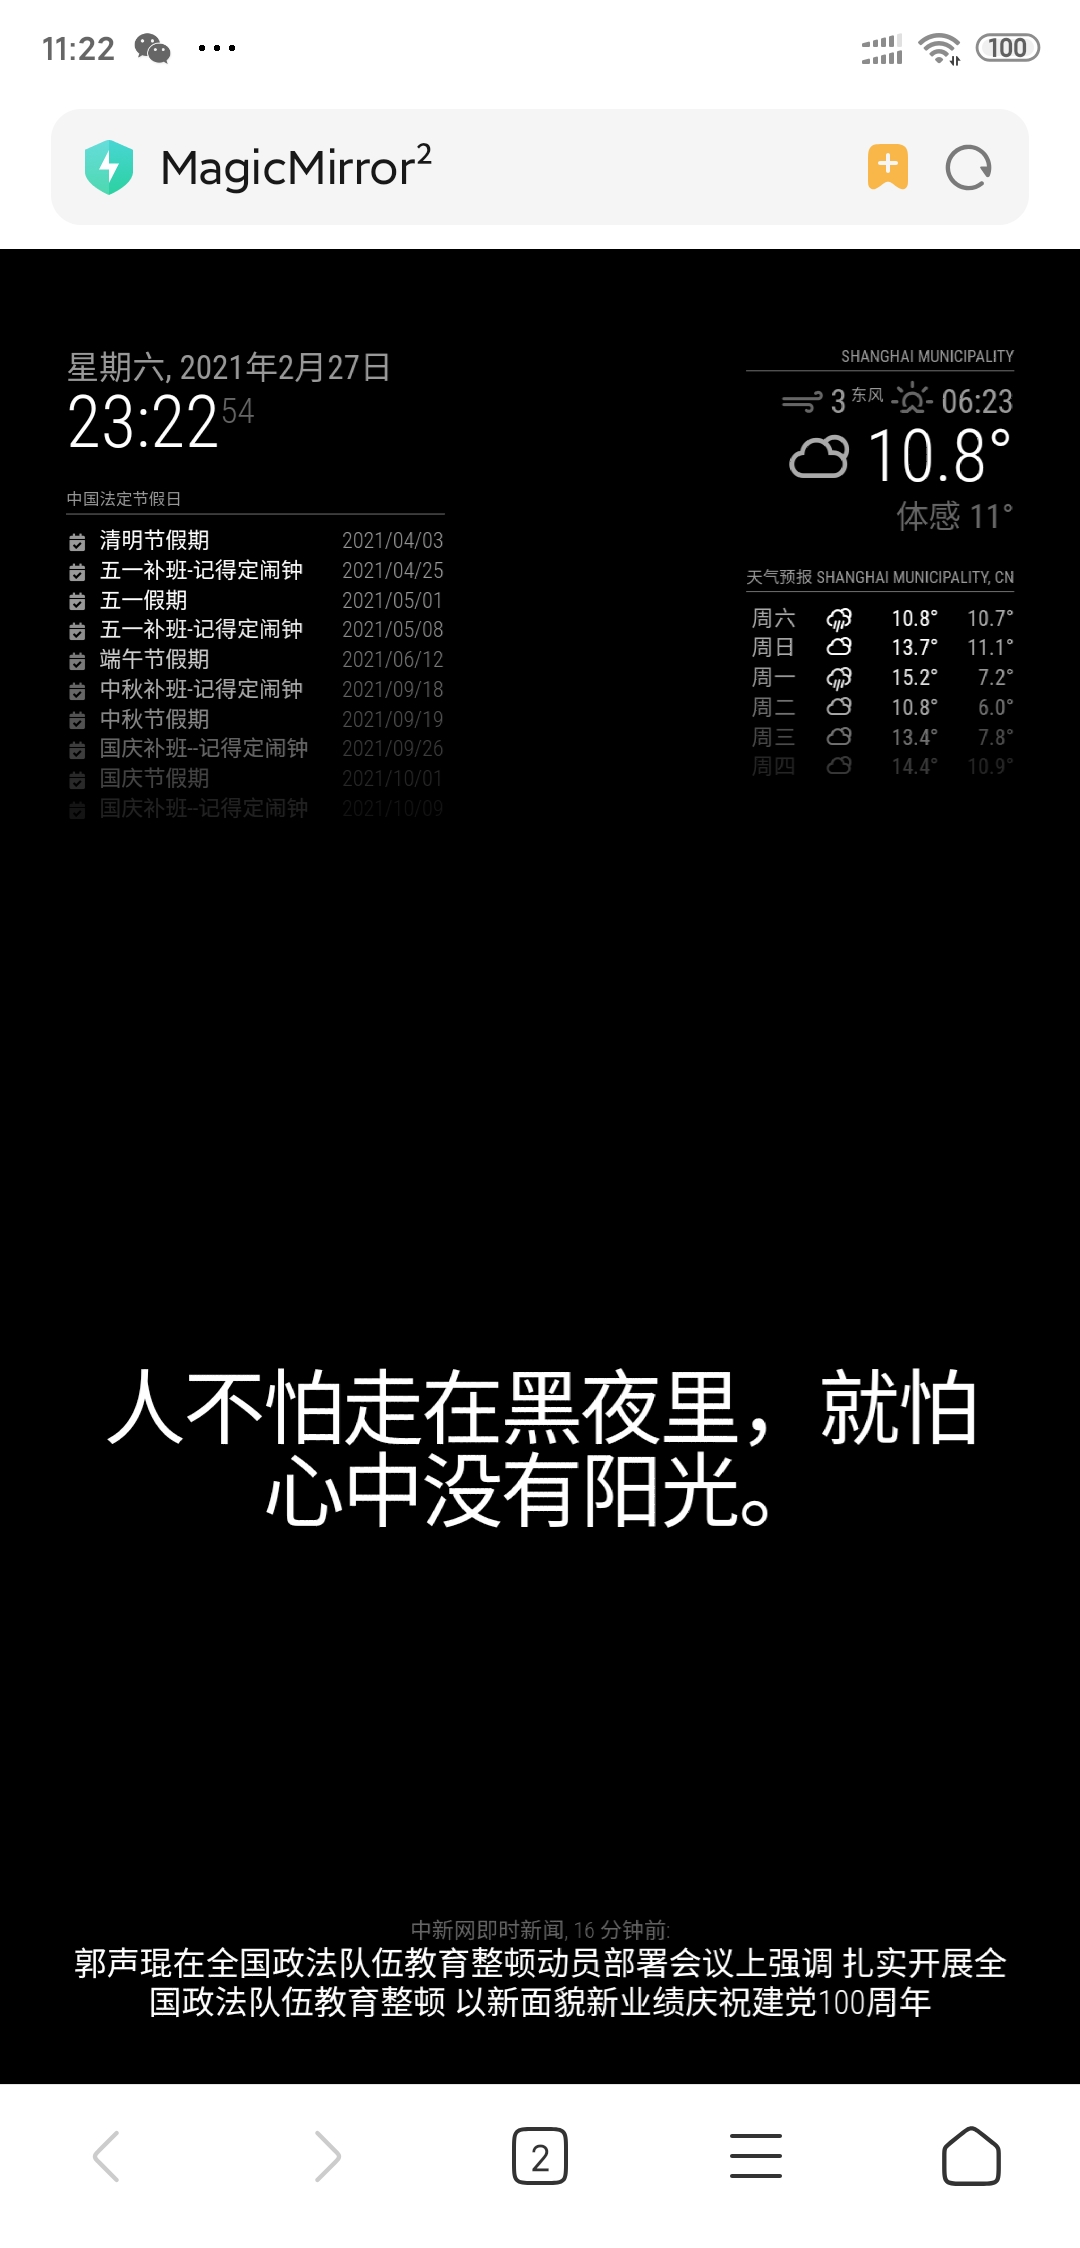 11:22
100
MagicMirror²
星期六, 2021年2月27日
23:22 54
中国法定节假日
清明节假期 2021/04/03
五一补班-记得定闹钟 2021/04/25
五一假期 2021/05/01
五一补班-记得定闹钟 2021/05/08
端午节假期 2021/06/12
中秋补班-记得定闹钟 2021/09/18
中秋节假期 2021/09/19
国庆补班--记得定闹钟 2021/09/26
国庆节假期 2021/10/01
国庆补班--记得定闹钟 2021/10/09
SHANGHAI MUNICIPALITY
3 东风 06:23
10.8°
体感 11°
天气预报 SHANGHAI MUNICIPALITY, CN
周六 10.8° 10.7°
周日 13.7° 11.1°
周一 15.2° 7.2°
周二 10.8° 6.0°
周三 13.4° 7.8°
周四 14.4° 10.9°
人不怕走在黑夜里，就怕
心中没有阳光。
中新网即时新闻, 16 分钟前:
郭声琨在全国政法队伍教育整顿动员部署会议上强调 扎实开展全
国政法队伍教育整顿 以新面貌新业绩庆祝建党100周年
2